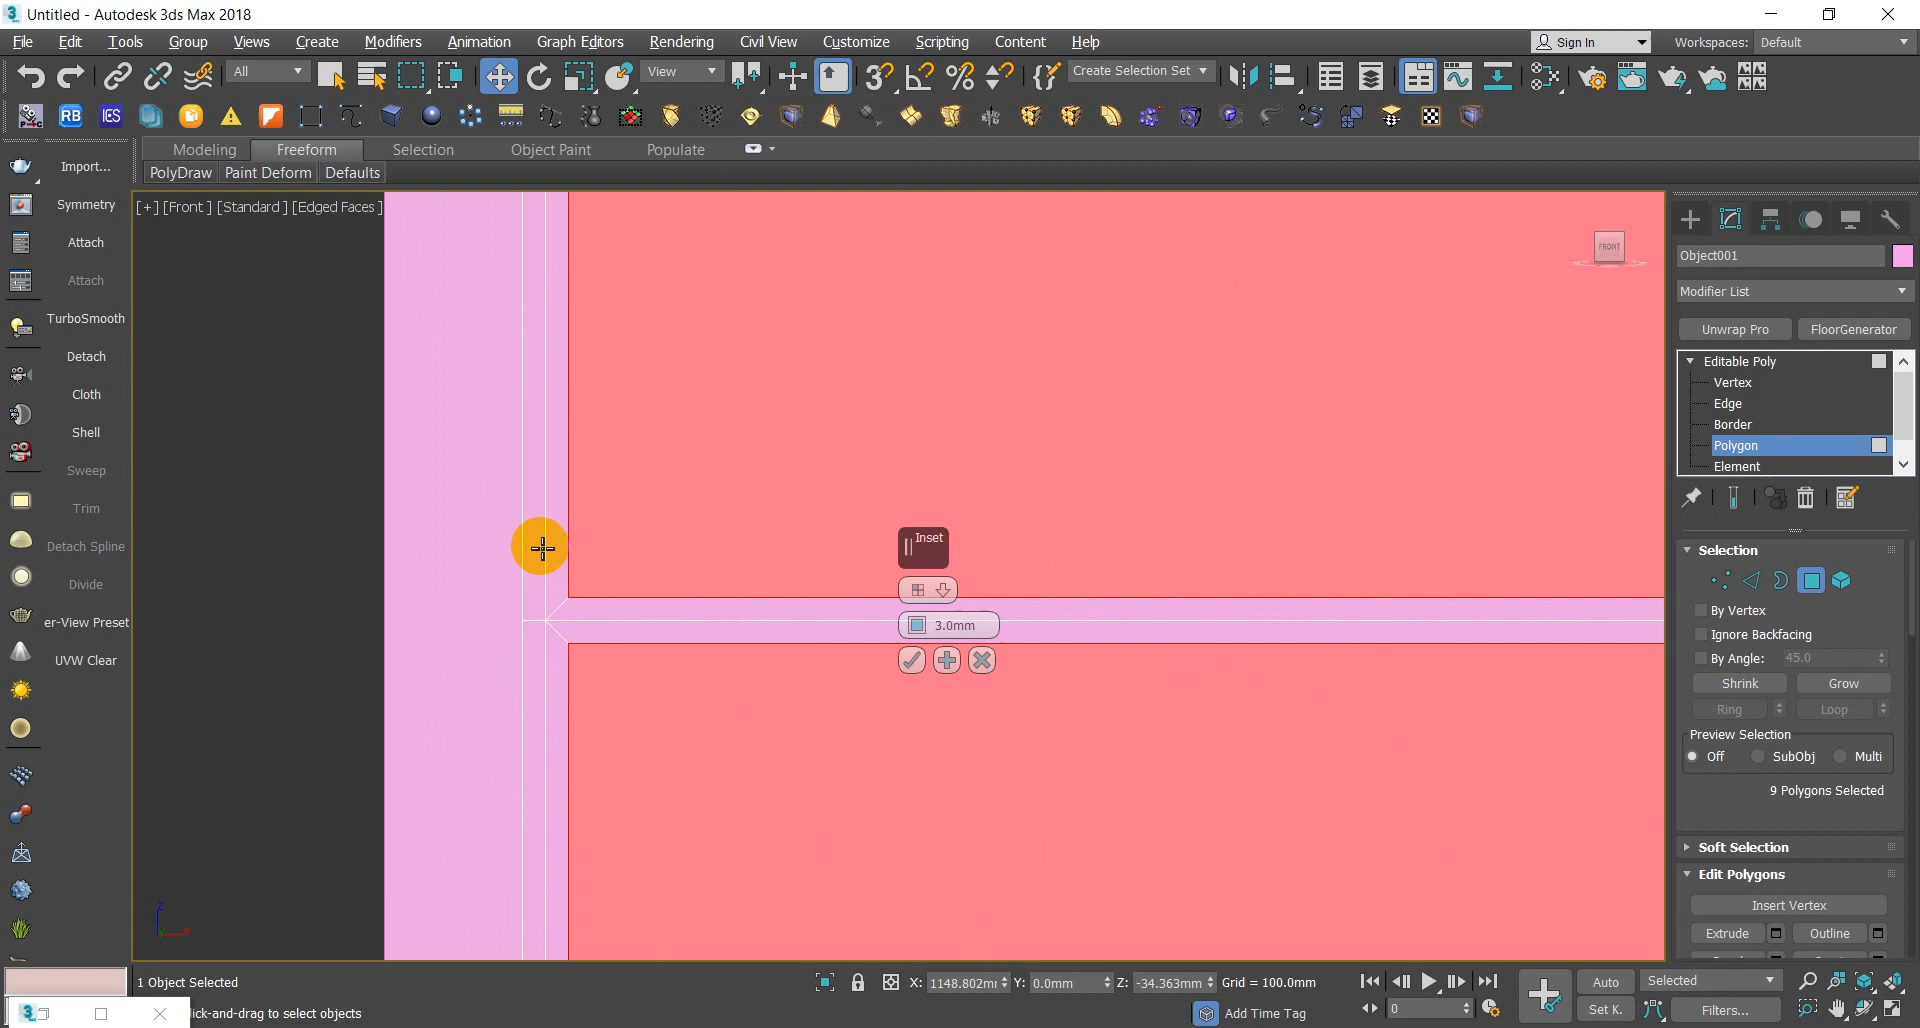 Untitled - Autodesk 3ds Max 2018
File Edit Tools Group Views Create Modifiers Animation Graph Editors Rendering Civil View Customize Scripting Content Help
Sign In Workspaces: Default
All View Create Selection Set
RB IES
Modeling Freeform Selection Object Paint Populate
PolyDraw Paint Deform Defaults
Import...
Symmetry
Attach
Attach
TurboSmooth
Detach
Cloth
Shell
Sweep
Trim
Detach Spline
Divide
er-View Preset
UVW Clear
[+] [Front ] [Standard ] [Edged Faces ]
FRONT
Inset
3.0mm
z
x
Object001
Modifier List
Unwrap Pro FloorGenerator
Editable Poly
Vertex
Edge
Border
Polygon
Element
Selection
By Vertex
Ignore Backfacing
By Angle: 45.0
Shrink Grow
Ring Loop
Preview Selection
Off SubObj Multi
9 Polygons Selected
Soft Selection
Edit Polygons
Insert Vertex
Extrude Outline
1 Object Selected
X: 1148.802mr Y: 0.0mm Z: -34.363mm Grid = 100.0mm
Auto Selected
lick-and-drag to select objects
Add Time Tag
0
Set K. Filters...